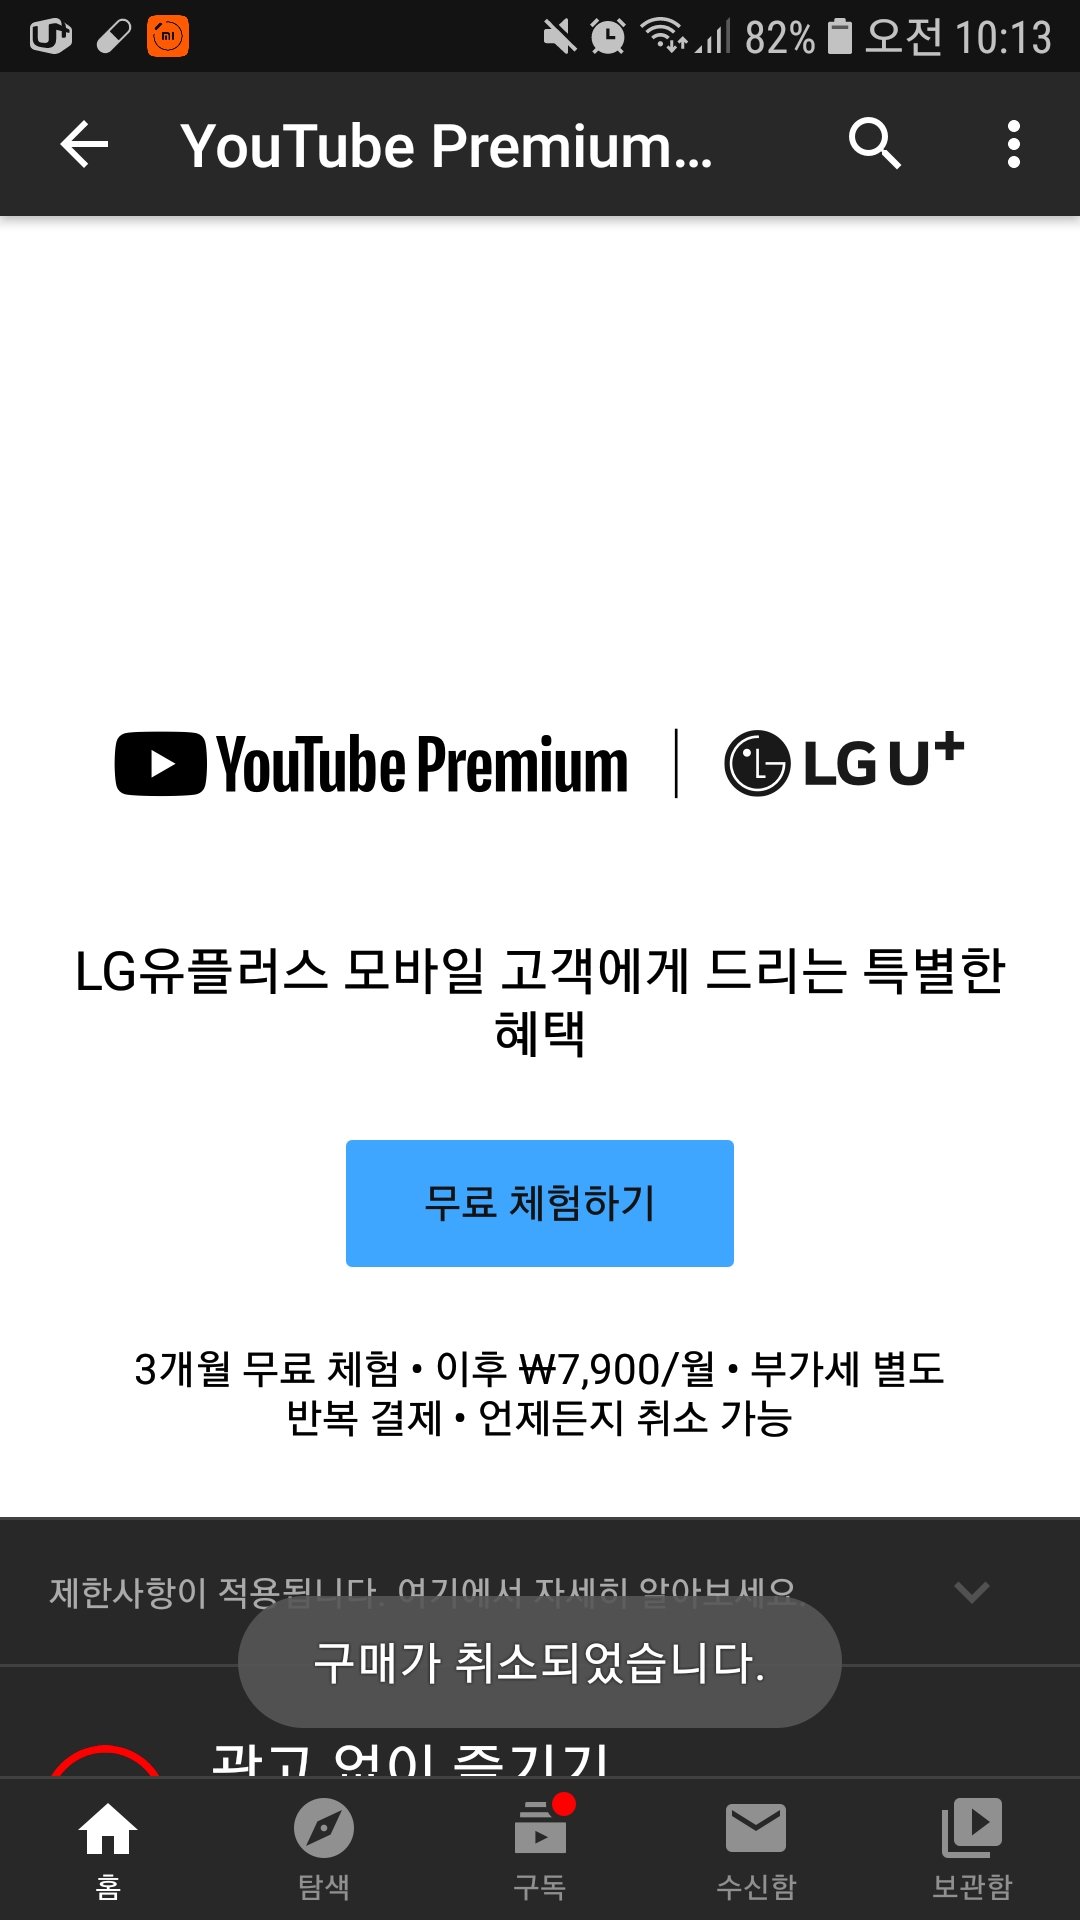 82% 오전 10:13
YouTube Premium...
YouTube Premium | LG U+
LG유플러스 모바일 고객에게 드리는 특별한
혜택
무료 체험하기
3개월 무료 체험 • 이후 ₩7,900/월 • 부가세 별도
반복 결제 • 언제든지 취소 가능
제한사항이 적용됩니다. 여기에서 자세히 알아보세요.
구매가 취소되었습니다.
광고 없이 즐기기
홈 탐색 구독 수신함 보관함